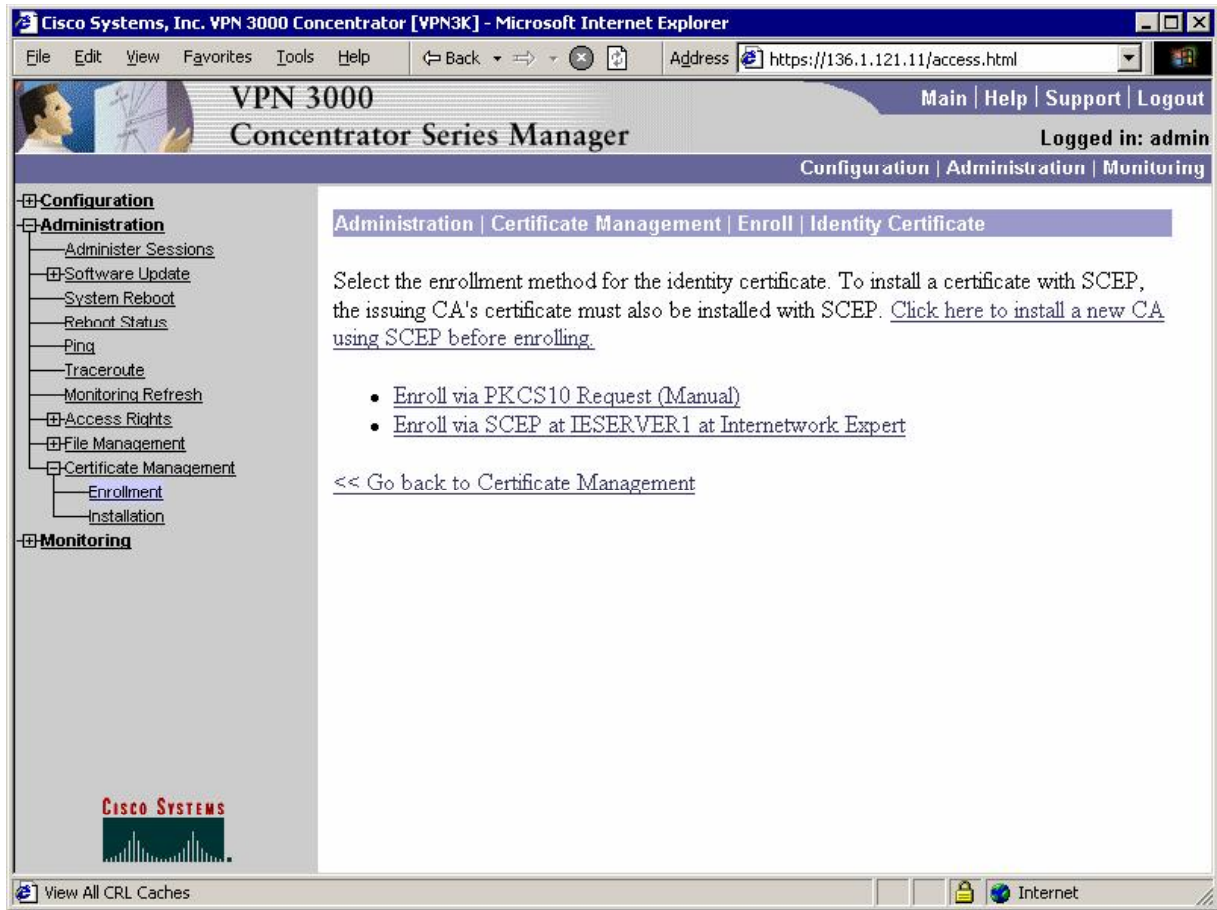 Cisco Systems, Inc. VPN 3000 Concentrator [VPN3K] - Microsoft Internet Explorer
File Edit View Favorites Tools Help Back Address https://136.1.121.11/access.html
VPN 3000
Concentrator Series Manager
Main | Help | Support | Logout
Logged in: admin
Configuration | Administration | Monitoring
Configuration
Administration
Administer Sessions
Software Update
System Reboot
Reboot Status
Ping
Traceroute
Monitoring Refresh
Access Rights
File Management
Certificate Management
Enrollment
Installation
Monitoring
Administration | Certificate Management | Enroll | Identity Certificate
Select the enrollment method for the identity certificate. To install a certificate with SCEP,
the issuing CA's certificate must also be installed with SCEP. Click here to install a new CA
using SCEP before enrolling.
• Enroll via PKCS10 Request (Manual)
• Enroll via SCEP at IESERVER1 at Internetwork Expert
<< Go back to Certificate Management
CISCO SYSTEMS
View All CRL Caches
Internet